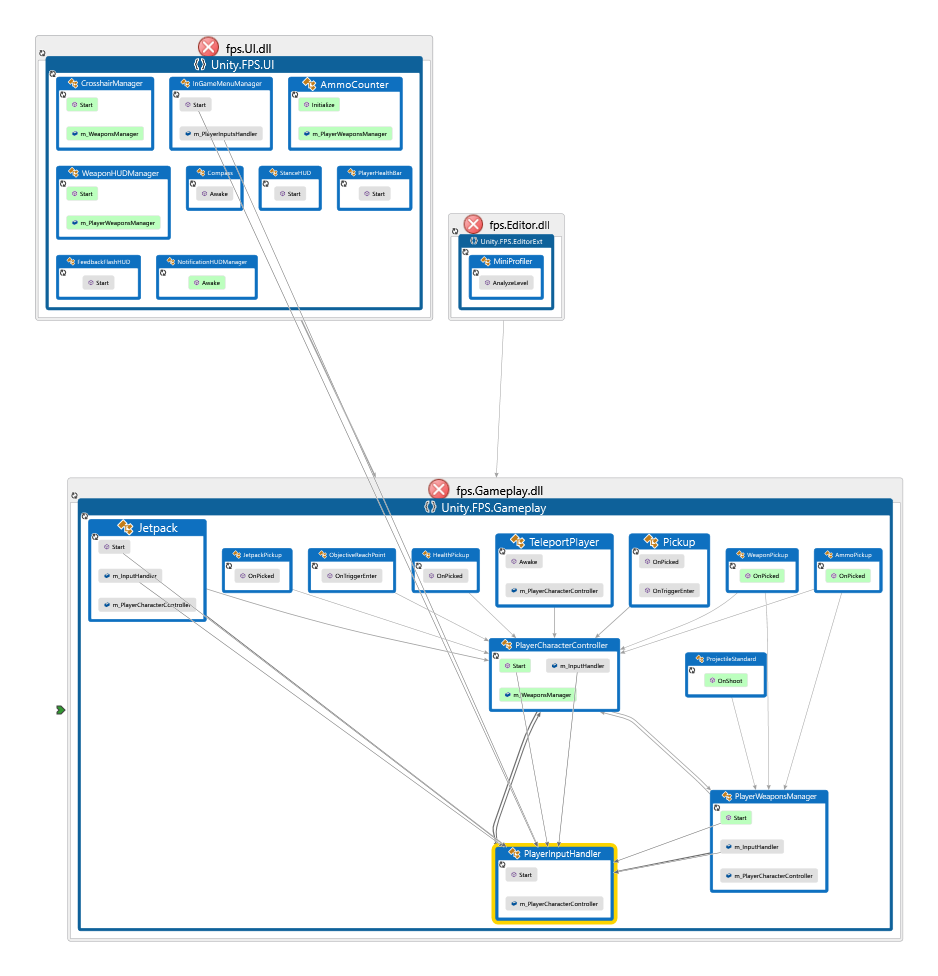 fps.UI.dll
Unity.FPS.UI
CrosshairManager
Start
m_WeaponsManager
InGameMenuManager
Start
m_PlayerInputsHandler
AmmoCounter
Initialize
m_PlayerWeaponsManager
WeaponHUDManager
Start
m_PlayerWeaponsManager
Compass
Awake
StanceHUD
Start
PlayerHealthBar
Start
FeedbackFlashHUD
Start
NotificationHUDManager
Awake
fps.Editor.dll
Unity.FPS.EditorExt
MiniProfiler
AnalyzeLevel
fps.Gameplay.dll
Unity.FPS.Gameplay
Jetpack
Start
m_InputHandler
m_PlayerCharacterController
JetpackPickup
OnPicked
ObjectiveReachPoint
OnTriggerEnter
HealthPickup
OnPicked
TeleportPlayer
Awake
m_PlayerCharacterController
Pickup
OnPicked
OnTriggerEnter
WeaponPickup
OnPicked
AmmoPickup
OnPicked
PlayerCharacterController
Start
m_InputHandler
m_WeaponsManager
ProjectileStandard
OnShoot
PlayerWeaponsManager
Start
m_InputHandler
m_PlayerCharacterController
PlayerInputHandler
Start
m_PlayerCharacterController